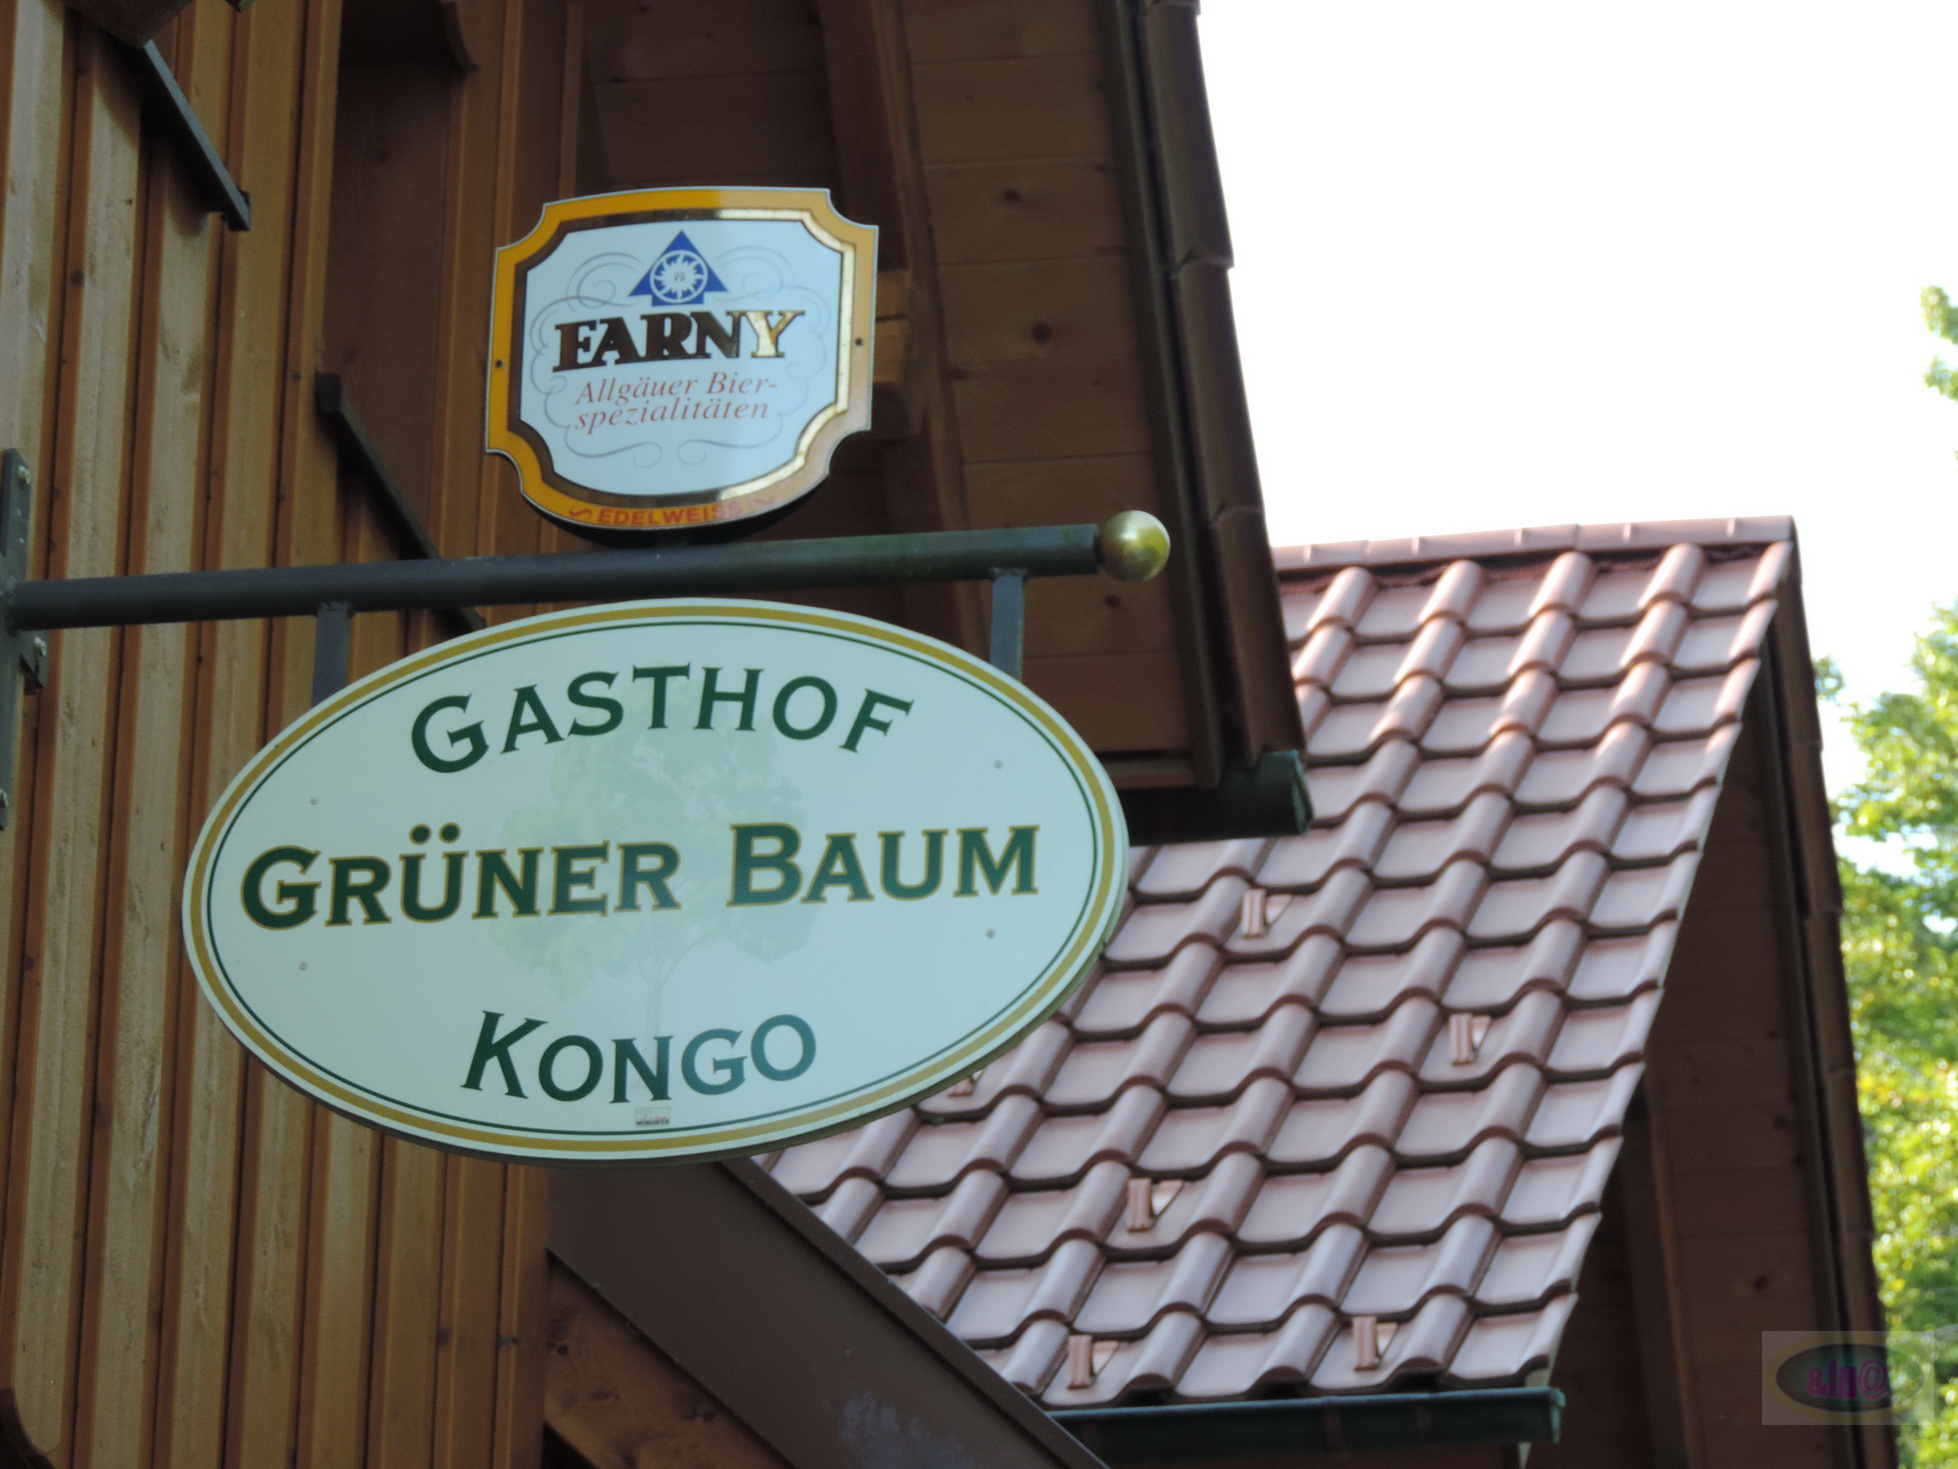 FARNY
Allgäuer Bier-
spezialitäten
EDELWEISS
GASTHOF
GRÜNER BAUM
KONGO